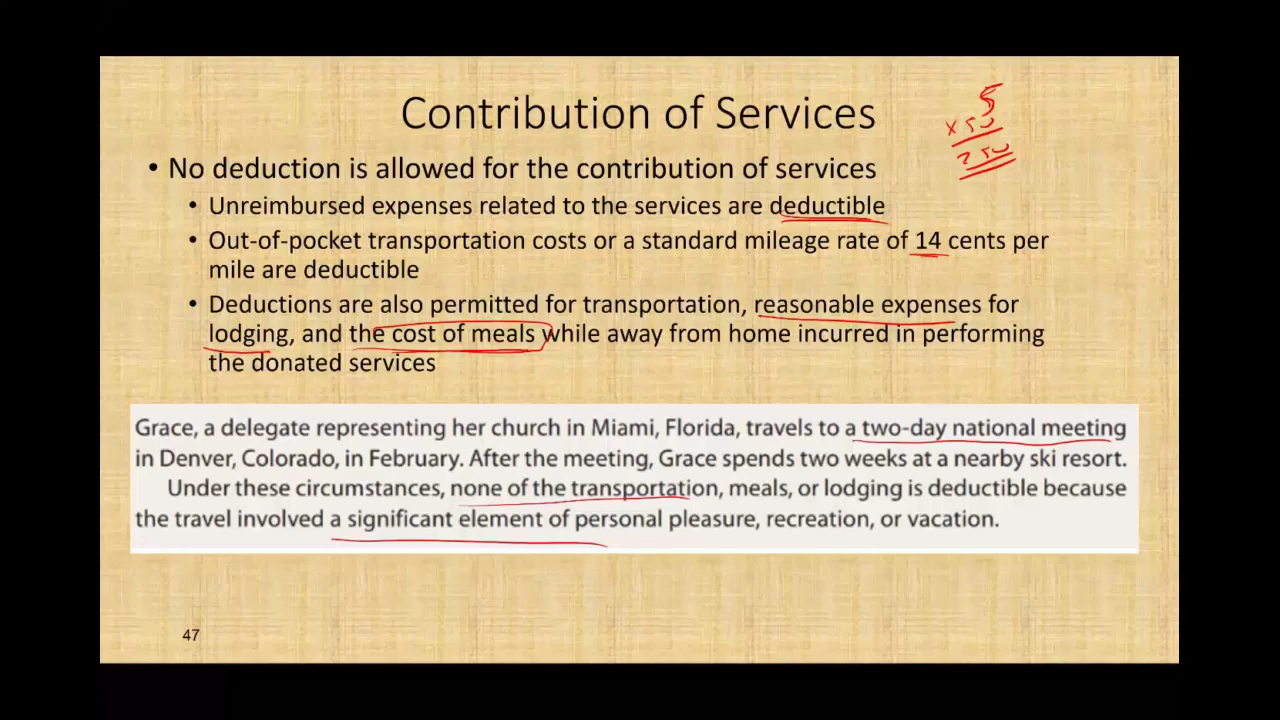 Contribution of Services
5
x 50
250
• No deduction is allowed for the contribution of services
• Unreimbursed expenses related to the services are deductible
• Out-of-pocket transportation costs or a standard mileage rate of 14 cents per
mile are deductible
• Deductions are also permitted for transportation, reasonable expenses for
lodging, and the cost of meals while away from home incurred in performing
the donated services
Grace, a delegate representing her church in Miami, Florida, travels to a two-day national meeting
in Denver, Colorado, in February. After the meeting, Grace spends two weeks at a nearby ski resort.
Under these circumstances, none of the transportation, meals, or lodging is deductible because
the travel involved a significant element of personal pleasure, recreation, or vacation.
47